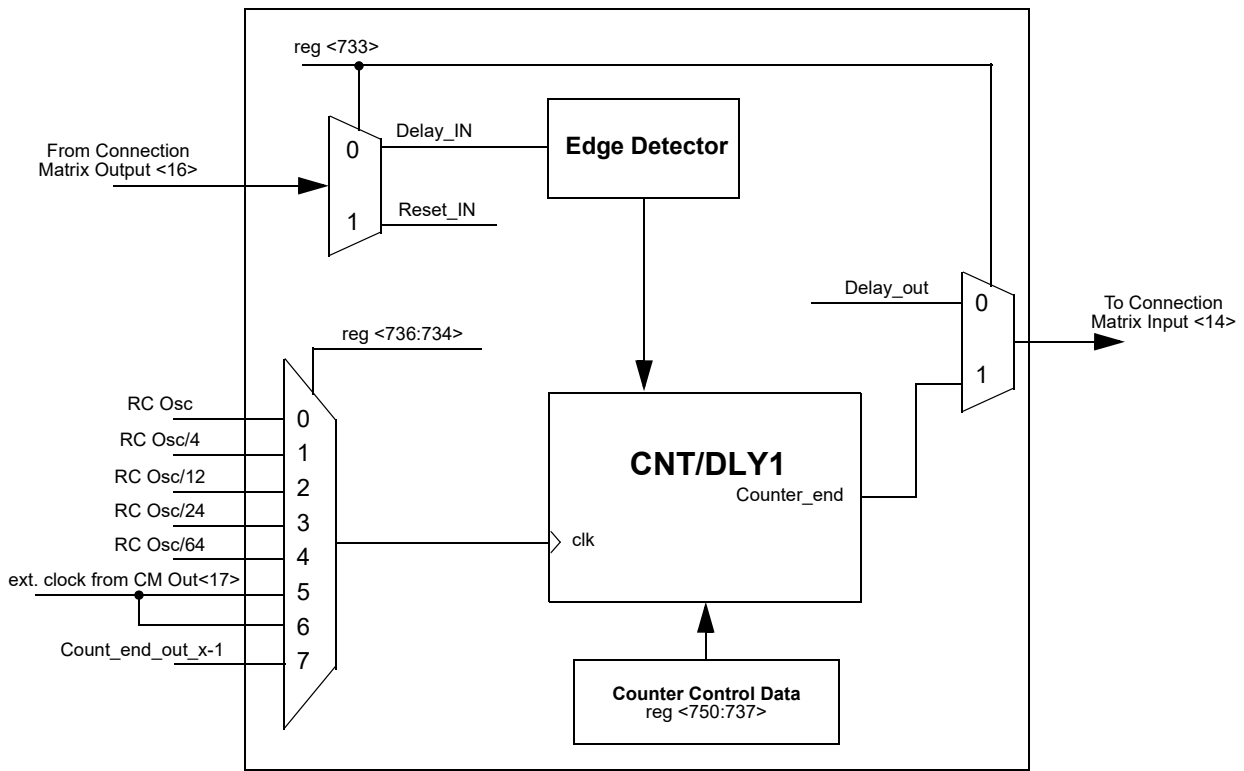 reg <733>
From Connection
Matrix Output <16>
0
1
Delay_IN
Reset_IN
Edge Detector
Delay_out
0
1
To Connection
Matrix Input <14>
reg <736:734>
RC Osc
RC Osc/4
RC Osc/12
RC Osc/24
RC Osc/64
ext. clock from CM Out<17>
Count_end_out_x-1
0
1
2
3
4
5
6
7
CNT/DLY1
Counter_end
clk
Counter Control Data
reg <750:737>